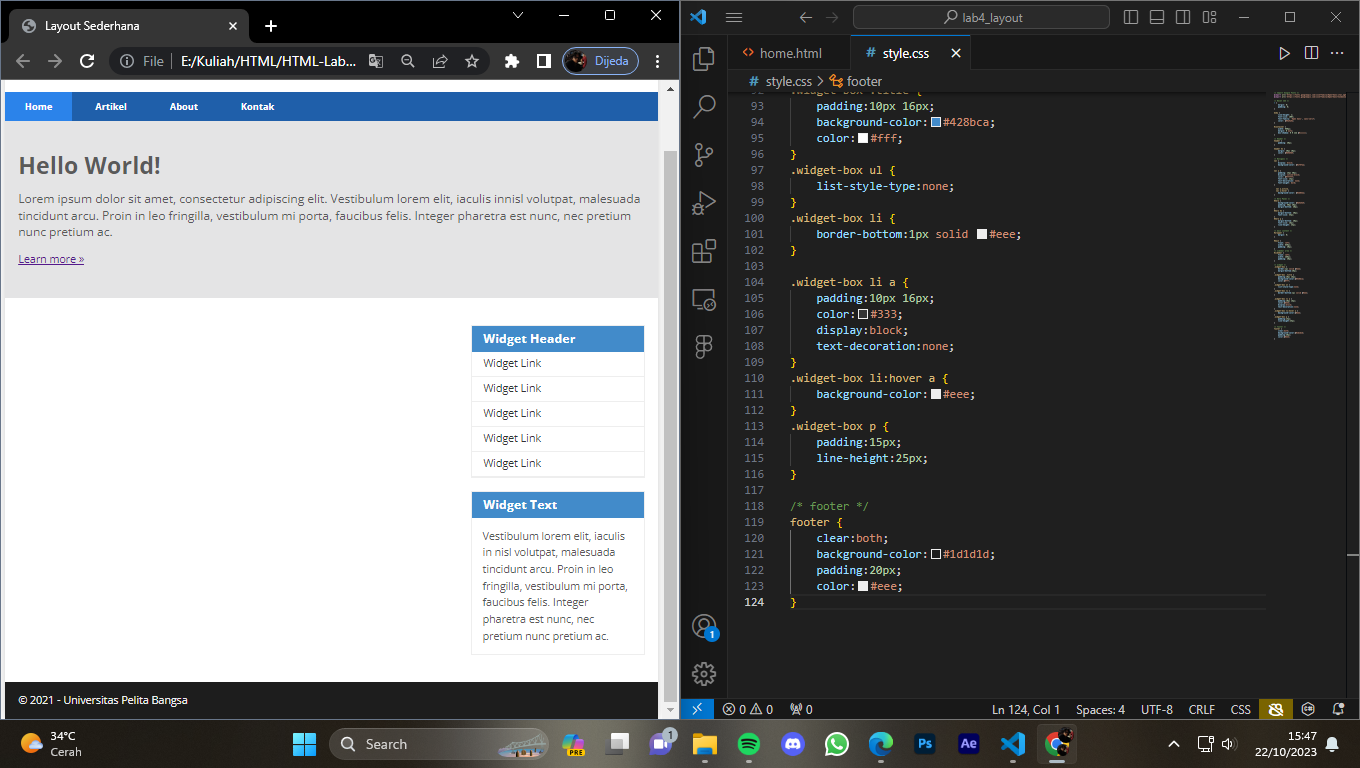 Layout Sederhana
File
E:/Kuliah/HTML/HTML-Lab...
Dijeda
Home Artikel About Kontak
Hello World!
Lorem ipsum dolor sit amet, consectetur adipiscing elit. Vestibulum lorem elit, iaculis innisl volutpat, malesuada
tincidunt arcu. Proin in leo fringilla, vestibulum mi porta, faucibus felis. Integer pharetra est nunc, nec pretium
nunc pretium ac.
Learn more »
Widget Header
Widget Link
Widget Link
Widget Link
Widget Link
Widget Link
Widget Text
Vestibulum lorem elit, iaculis
in nisl volutpat, malesuada
tincidunt arcu. Proin in leo
fringilla, vestibulum mi porta,
faucibus felis. Integer
pharetra est nunc, nec
pretium nunc pretium ac.
© 2021 - Universitas Pelita Bangsa
lab4_layout
<> home.html
# style.css
# style.css > footer
93 padding:10px 16px;
94 background-color:#428bca;
95 color:#fff;
96 }
97 .widget-box ul {
98 list-style-type:none;
99 }
100 .widget-box li {
101 border-bottom:1px solid #eee;
102 }
103
104 .widget-box li a {
105 padding:10px 16px;
106 color:#333;
107 display:block;
108 text-decoration:none;
109 }
110 .widget-box li:hover a {
111 background-color:#eee;
112 }
113 .widget-box p {
114 padding:15px;
115 line-height:25px;
116 }
117
118 /* footer */
119 footer {
120 clear:both;
121 background-color:#1d1d1d;
122 padding:20px;
123 color:#eee;
124 }
1
0 0 0 Ln 124, Col 1 Spaces: 4 UTF-8 CRLF CSS
34°C
Cerah
Search
PRE
1
Ps
Ae
15:47
22/10/2023